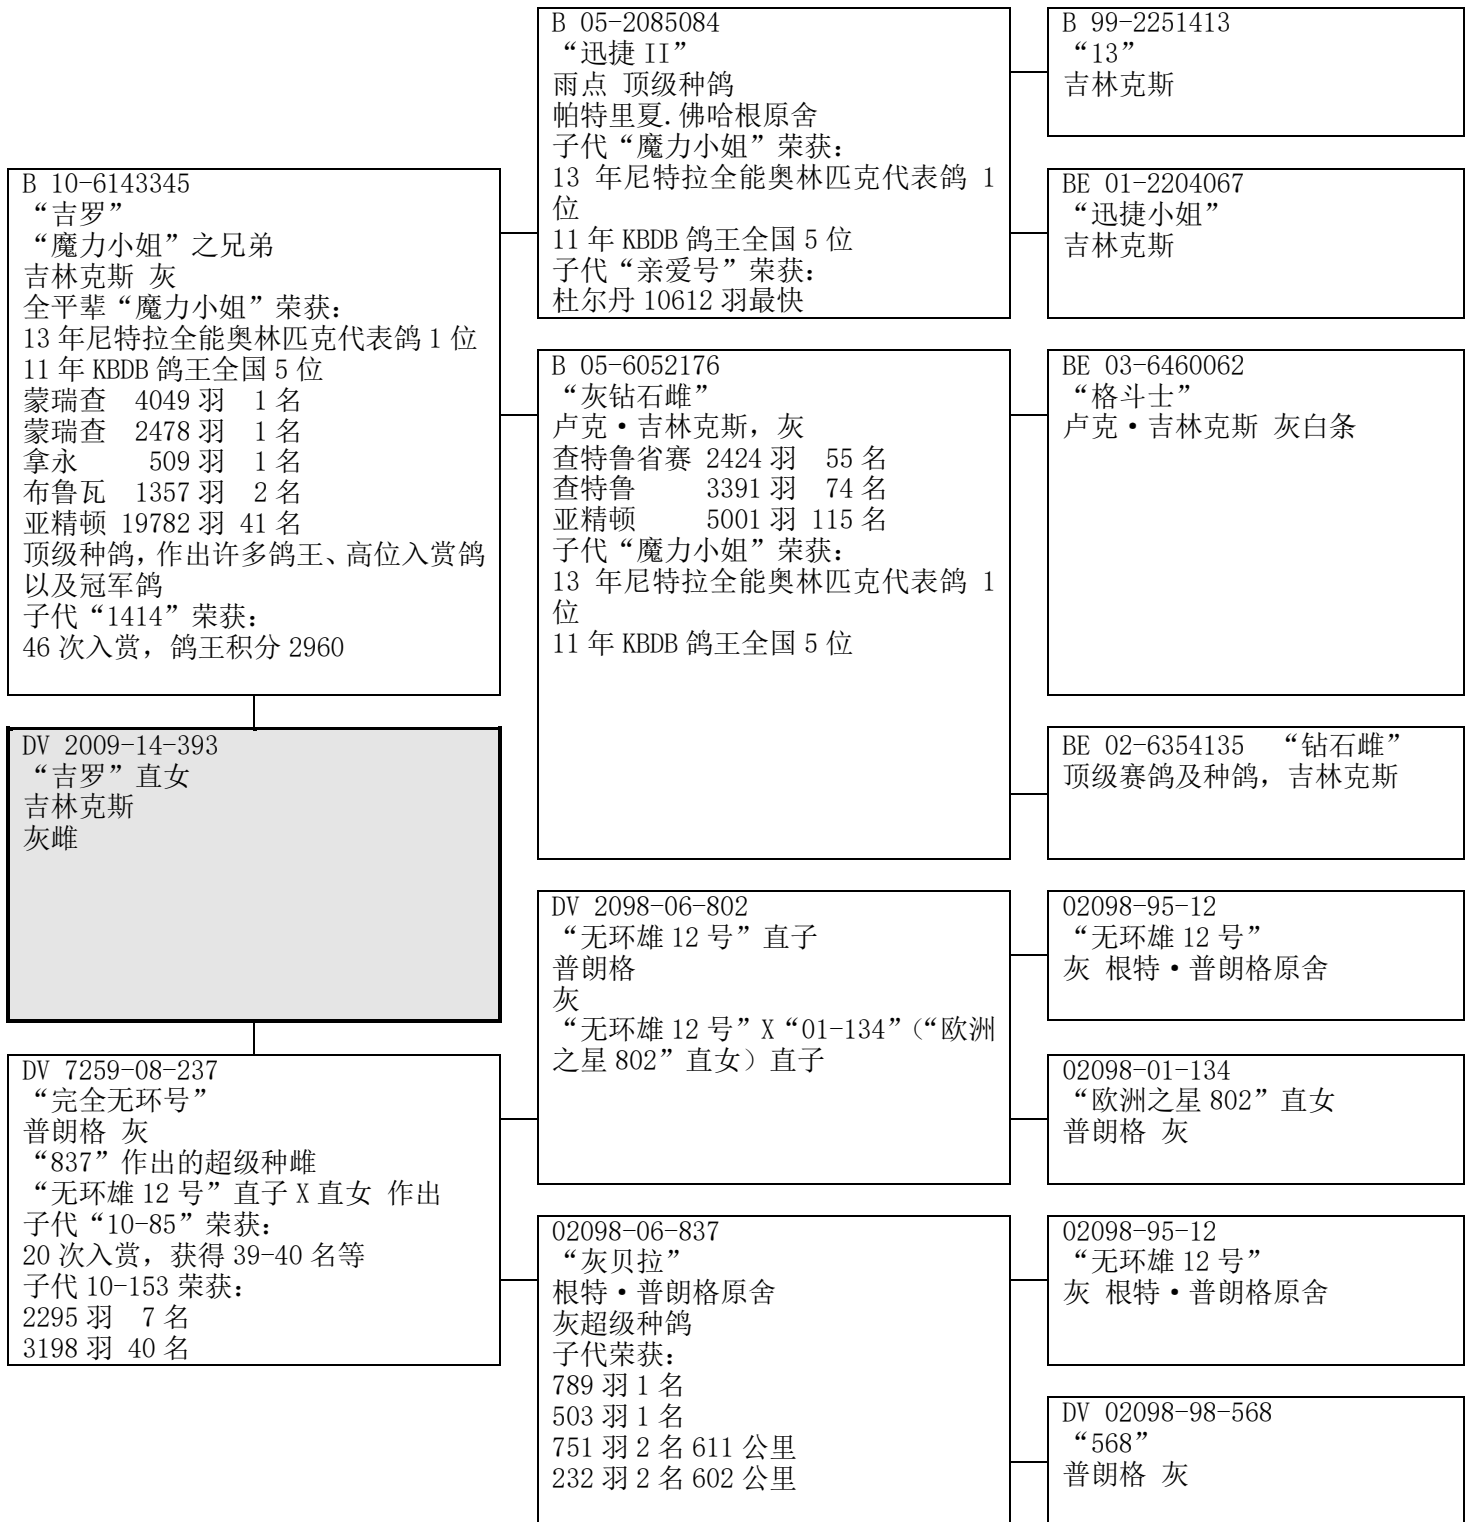 B 10-6143345
“吉罗”
“魔力小姐”之兄弟
吉林克斯 灰
全平辈“魔力小姐”荣获：
13 年尼特拉全能奥林匹克代表鸽 1 位
11 年 KBDB 鸽王全国 5 位
蒙瑞查 4049 羽 1 名
蒙瑞查 2478 羽 1 名
拿永 509 羽 1 名
布鲁瓦 1357 羽 2 名
亚精顿 19782 羽 41 名
顶级种鸽，作出许多鸽王、高位入赏鸽
以及冠军鸽
子代“1414”荣获：
46 次入赏，鸽王积分 2960
DV 2009-14-393
“吉罗”直女
吉林克斯
灰雌
DV 7259-08-237
“完全无环号”
普朗格 灰
“837”作出的超级种雌
“无环雄 12 号”直子 X 直女 作出
子代“10-85”荣获：
20 次入赏，获得 39-40 名等
子代 10-153 荣获：
2295 羽 7 名
3198 羽 40 名
B 05-2085084
“迅捷 II”
雨点 顶级种鸽
帕特里夏.佛哈根原舍
子代“魔力小姐”荣获：
13 年尼特拉全能奥林匹克代表鸽 1
位
11 年 KBDB 鸽王全国 5 位
子代“亲爱号”荣获：
杜尔丹 10612 羽最快
B 05-6052176
“灰钻石雌”
卢克·吉林克斯，灰
查特鲁省赛 2424 羽 55 名
查特鲁 3391 羽 74 名
亚精顿 5001 羽 115 名
子代“魔力小姐”荣获：
13 年尼特拉全能奥林匹克代表鸽 1
位
11 年 KBDB 鸽王全国 5 位
DV 2098-06-802
“无环雄 12 号”直子
普朗格
灰
“无环雄 12 号”X“01-134”（“欧洲
之星 802”直女）直子
02098-06-837
“灰贝拉”
根特·普朗格原舍
灰超级种鸽
子代荣获：
789 羽 1 名
503 羽 1 名
751 羽 2 名 611 公里
232 羽 2 名 602 公里
B 99-2251413
“13”
吉林克斯
BE 01-2204067
“迅捷小姐”
吉林克斯
BE 03-6460062
“格斗士”
卢克·吉林克斯 灰白条
BE 02-6354135 “钻石雌”
顶级赛鸽及种鸽，吉林克斯
02098-95-12
“无环雄 12 号”
灰 根特·普朗格原舍
02098-01-134
“欧洲之星 802”直女
普朗格 灰
02098-95-12
“无环雄 12 号”
灰 根特·普朗格原舍
DV 02098-98-568
“568”
普朗格 灰